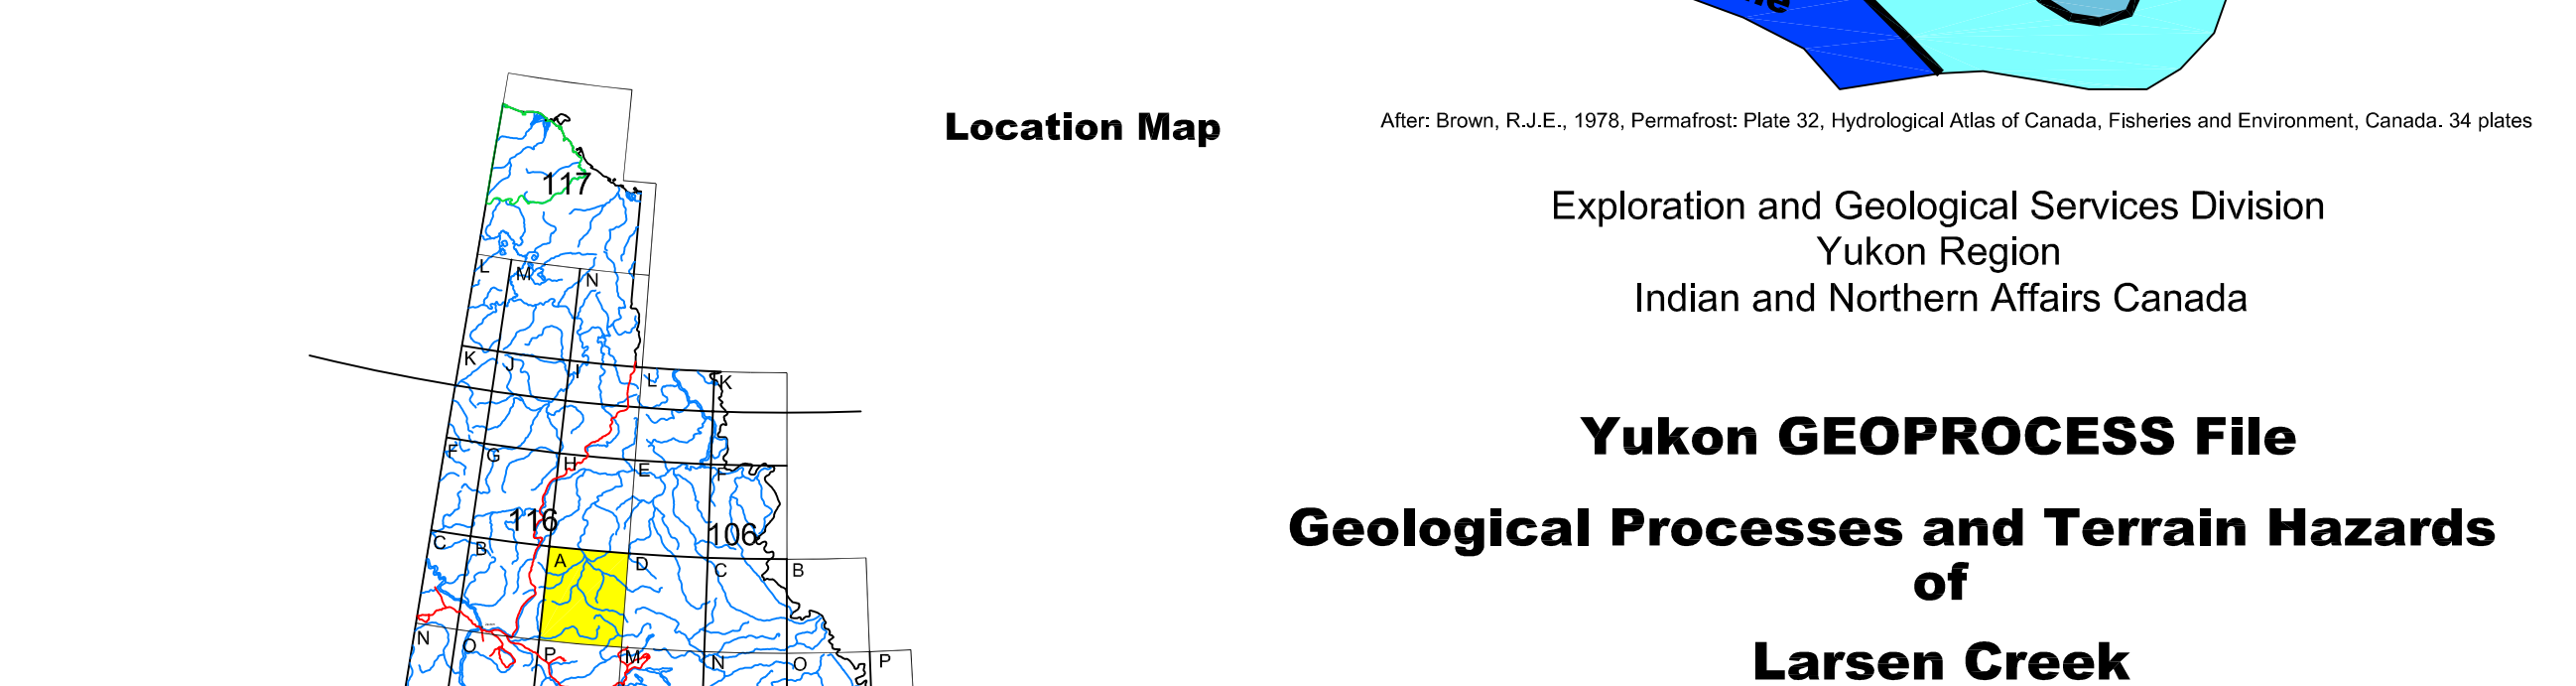 Location Map
After: Brown, R.J.E., 1978, Permafrost: Plate 32, Hydrological Atlas of Canada, Fisheries and Environment, Canada. 34 plates
Exploration and Geological Services Division
Yukon Region
Indian and Northern Affairs Canada
Yukon GEOPROCESS File
Geological Processes and Terrain Hazards
of
Larsen Creek
117
L M N
K J I L K
F G H E F
116 106
C B A D C B
N O P M N O P